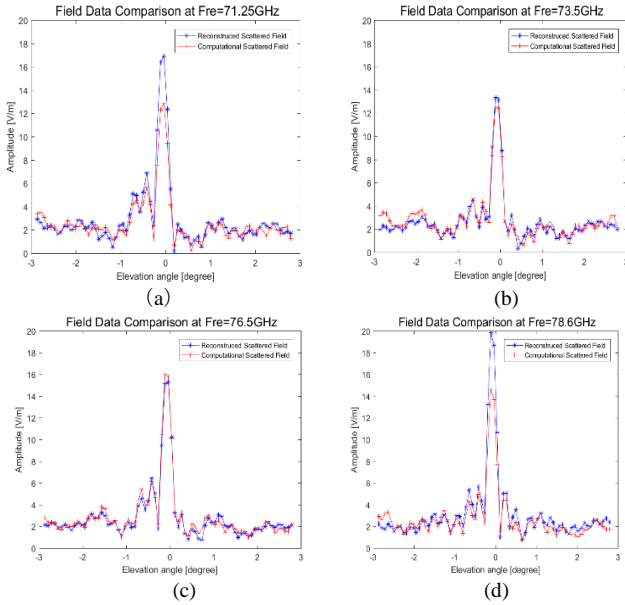 Field Data Comparison at Fre=71.25GHz
20
18
16
14
12
10
8
6
4
2
0
Amplitude [V/m]
Reconstruced Scattered Field
Computational Scattered Field
-3 -2 -1 0 1 2 3
Elevation angle [degree]
(a)
Field Data Comparison at Fre=73.5GHz
20
18
16
14
12
10
8
6
4
2
0
Amplitude [V/m]
Reconstruced Scattered Field
Computational Scattered Field
-3 -2 -1 0 1 2 3
Elevation angle [degree]
(b)
Field Data Comparison at Fre=76.5GHz
20
18
16
14
12
10
8
6
4
2
0
Amplitude [V/m]
Reconstruced Scattered Field
Computational Scattered Field
-3 -2 -1 0 1 2 3
Elevation angle [degree]
(c)
Field Data Comparison at Fre=78.6GHz
20
18
16
14
12
10
8
6
4
2
0
Amplitude [V/m]
Reconstruced Scattered Field
Computational Scattered Field
-3 -2 -1 0 1 2 3
Elevation angle [degree]
(d)